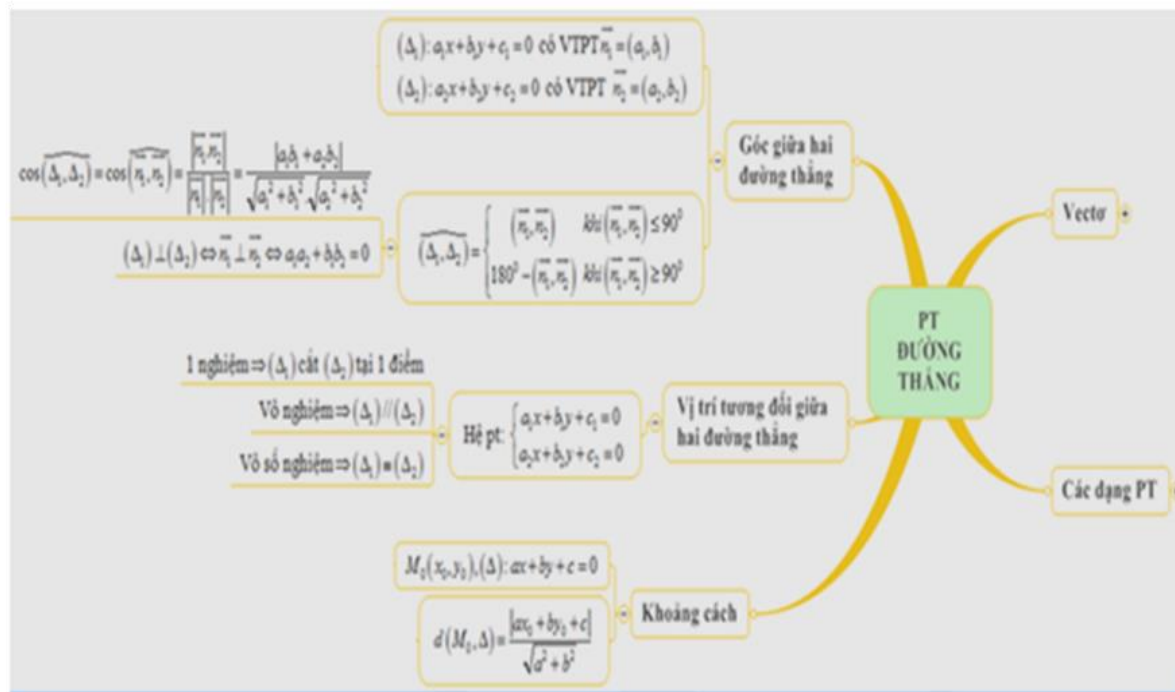 (Δ₁): a₁x+b₁y+c₁=0 có VTPT n₁=(a₁,b₁)
(Δ₂): a₂x+b₂y+c₂=0 có VTPT n₂=(a₂,b₂)
Góc giữa hai
đường thẳng
cos(Δ₁,Δ₂)=cos(n₁,n₂)=|n₁.n₂|/|n₁|.|n₂|=|a₁b₁+a₂b₂|/√a₁²+b₁².√a₂²+b₂²
(Δ₁)⊥(Δ₂)⇔n₁⊥n₂⇔a₁a₂+b₁b₂=0
(Δ₁,Δ₂)={(n₁,n₂) khi(n₁,n₂)≤90⁰
180⁰−(n₁,n₂) khi(n₁,n₂)≥90⁰
Vectơ
PT
ĐƯỜNG
THẲNG
1 nghiệm⇒(Δ₁)cắt(Δ₂)tại 1 điểm
Vô nghiệm⇒(Δ₁)//(Δ₂)
Vô số nghiệm⇒(Δ₁)≡(Δ₂)
Hệ pt: {a₁x+b₁y+c₁=0
a₂x+b₂y+c₂=0
Vị trí tương đối giữa
hai đường thẳng
Các dạng PT
M₀(x₀,y₀),(Δ):ax+by+c=0
d(M₀,Δ)=|ax₀+by₀+c|/√a²+b²
Khoảng cách